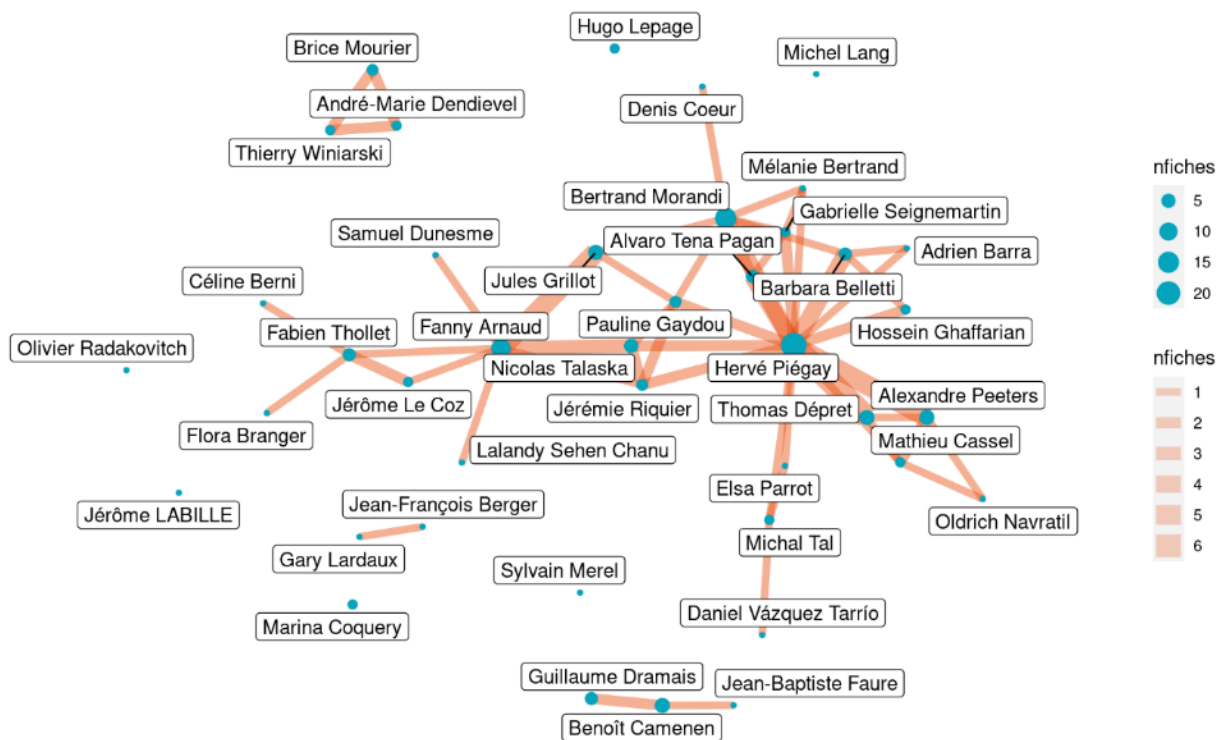 Hugo Lepage
Brice Mourier
Michel Lang
André-Marie Dendievel
Denis Coeur
Thierry Winiarski
Mélanie Bertrand
nfiches
5
10
15
20
Bertrand Morandi
Gabrielle Seignemartin
Samuel Dunesme
Alvaro Tena Pagan
Adrien Barra
Céline Berni
Jules Grillot
Barbara Belletti
Fabien Thollet
Fanny Arnaud
Pauline Gaydou
Hossein Ghaffarian
Olivier Radakovitch
Nicolas Talaska
Hervé Piégay
nfiches
1
2
3
4
5
6
Jérôme Le Coz
Jérémie Riquier
Thomas Dépret
Alexandre Peeters
Flora Branger
Mathieu Cassel
Lalandy Sehen Chanu
Elsa Parrot
Jean-François Berger
Jérôme LABILLE
Oldrich Navratil
Michal Tal
Gary Lardaux
Sylvain Merel
Daniel Vázquez Tarrío
Marina Coquery
Guillaume Dramais
Jean-Baptiste Faure
Benoît Camenen